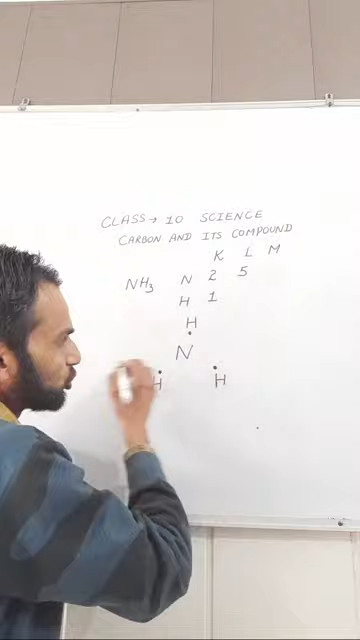 CLASS → 10 SCIENCE
CARBON AND ITS COMPOUND
K L M
NH₃ N 2 5
H 1
H
N
H H